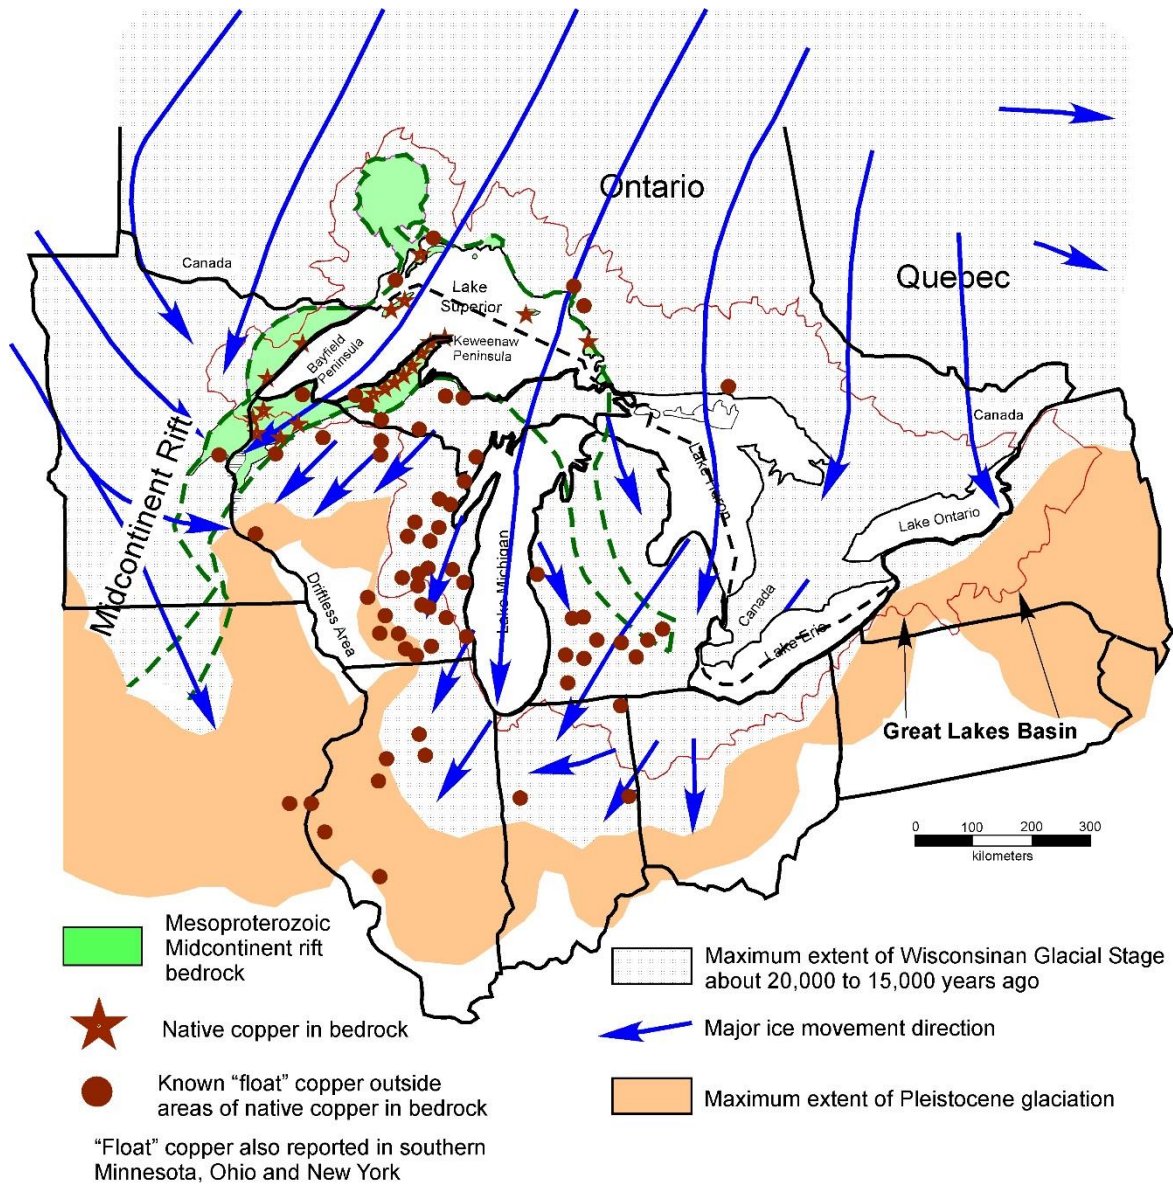 Ontario
Quebec
Canada
Lake
Superior
Keweenaw
Peninsula
Bayfield
Peninsula
Canada
Midcontinent Rift
Lake Huron
Lake Ontario
Lake Michigan
Driftless Area
Canada
Lake Erie
Great Lakes Basin
0 100 200 300
kilometers
Mesoproterozoic
Midcontinent rift
bedrock
Native copper in bedrock
Known “float” copper outside
areas of native copper in bedrock
“Float” copper also reported in southern
Minnesota, Ohio and New York
Maximum extent of Wisconsinan Glacial Stage
about 20,000 to 15,000 years ago
Major ice movement direction
Maximum extent of Pleistocene glaciation